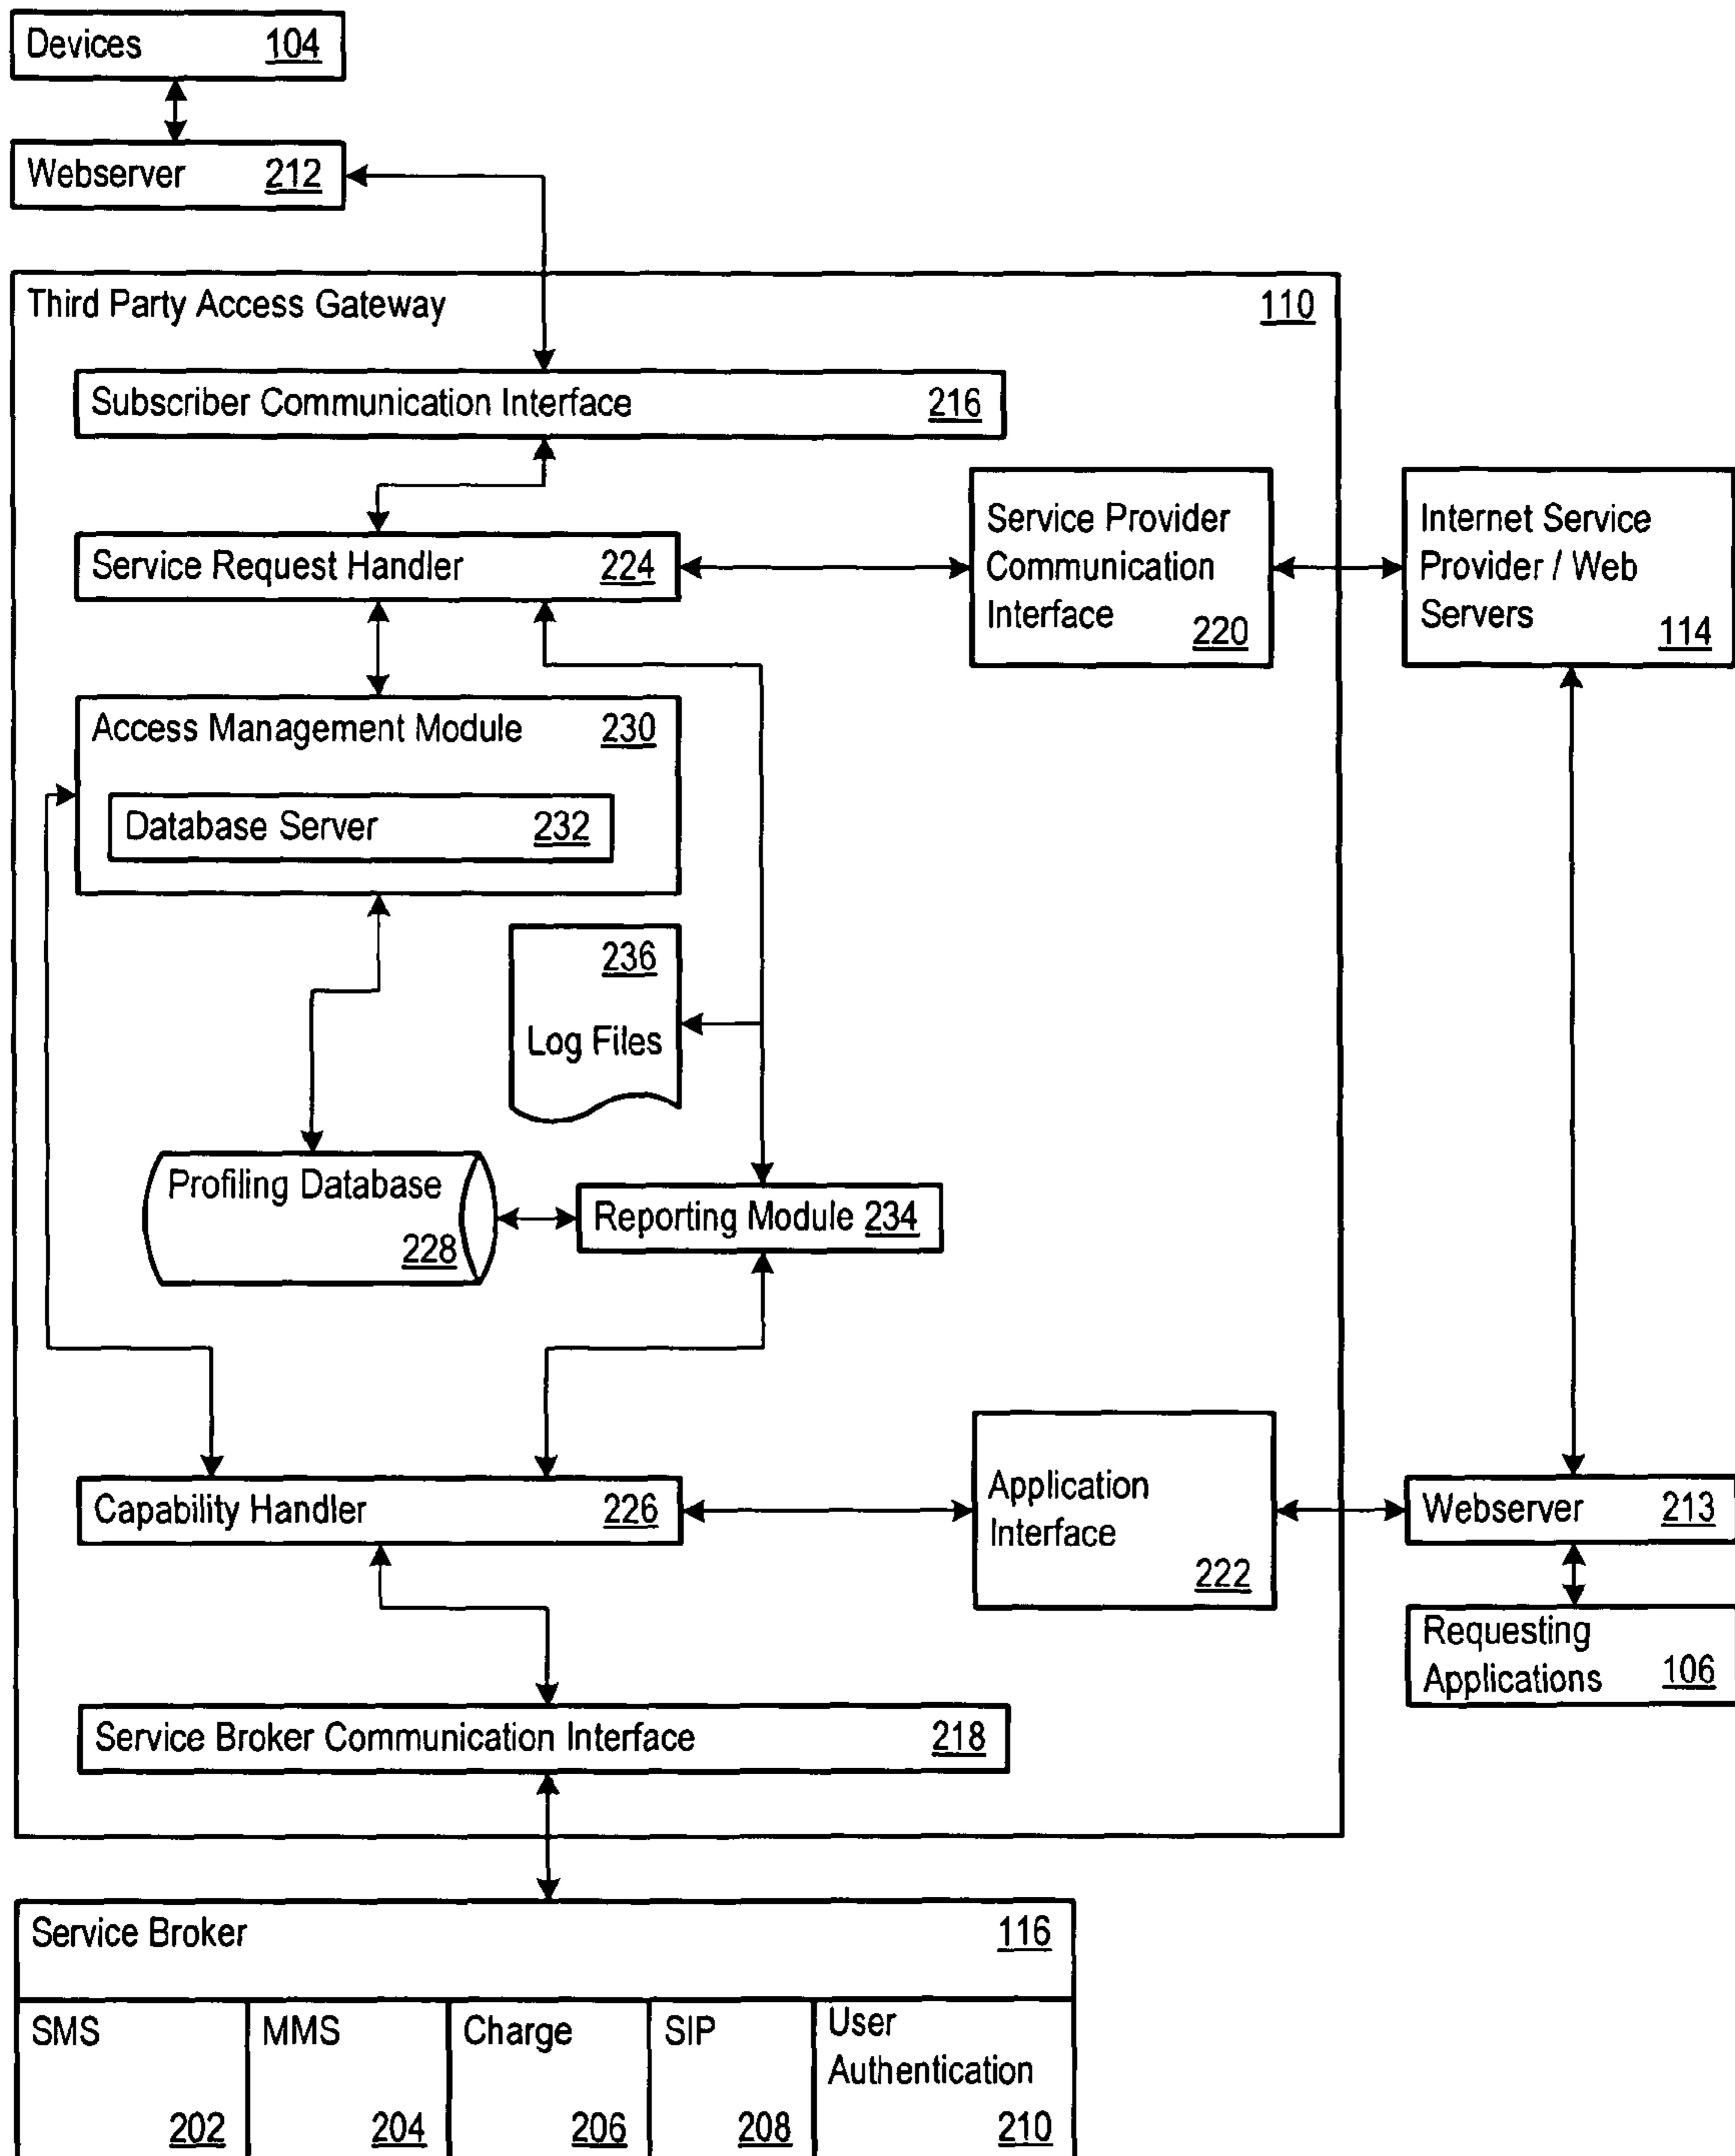 Devices 104
Webserver 212
Third Party Access Gateway 110
Subscriber Communication Interface 216
Service Request Handler 224
Service Provider
Communication
Interface
220
Internet Service
Provider / Web
Servers
114
Access Management Module 230
Database Server 232
236
Log Files
Profiling Database
228
Reporting Module 234
Capability Handler 226
Application
Interface
222
Webserver 213
Requesting
Applications 106
Service Broker Communication Interface 218
Service Broker 116
SMS
202
MMS
204
Charge
206
SIP
208
User
Authentication
210